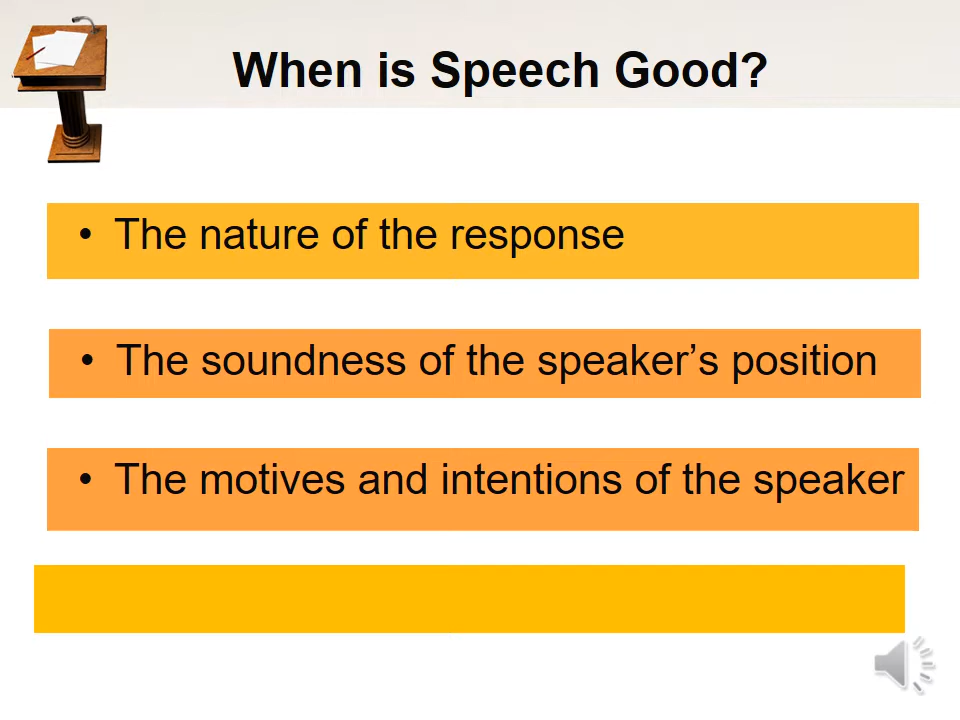 When is Speech Good?
• The nature of the response
• The soundness of the speaker’s position
• The motives and intentions of the speaker